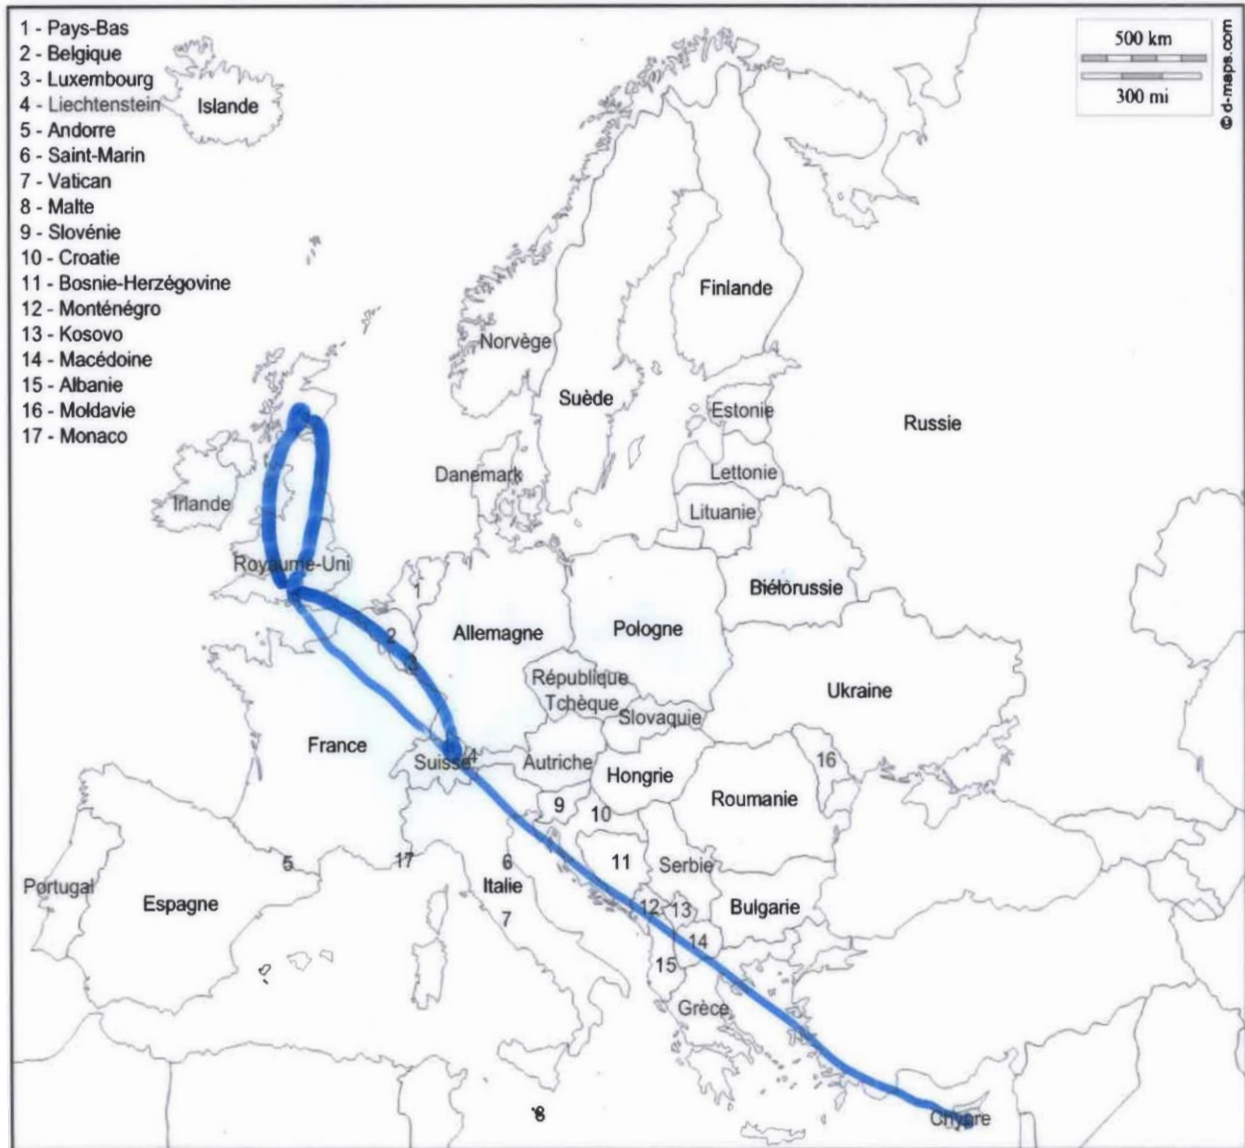 1 - Pays-Bas
2 - Belgique
3 - Luxembourg
4 - Liechtenstein
5 - Andorre
6 - Saint-Marin
7 - Vatican
8 - Malte
9 - Slovénie
10 - Croatie
11 - Bosnie-Herzégovine
12 - Monténégro
13 - Kosovo
14 - Macédoine
15 - Albanie
16 - Moldavie
17 - Monaco
500 km
300 mi
© d-maps.com
Islande
Finlande
Norvège
Suède
Estonie
Russie
Danemark
Lettonie
Irlande
Lituanie
Royaume-Uni
1
Biélorussie
2
Allemagne
Pologne
3
République
Tchèque
Ukraine
Slovaquie
France
Suisse
4
Autriche
16
Hongrie
Roumanie
9
10
5
17
6
11
Serbie
Portugal
Espagne
Italie
7
12
13
Bulgarie
14
15
Grèce
8
Chypre